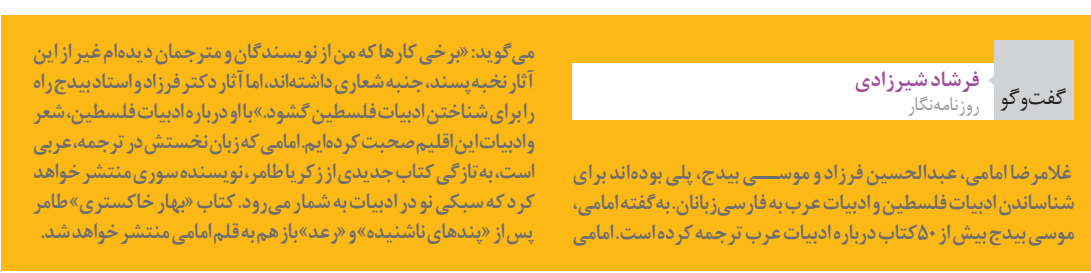 گفت‌وگو
فرشاد شیرزادی
روزنامه‌نگار
غلامرضا امامی، عبدالحسین فرزاد و موســـی بیدج، پلی بوده‌اند برای
شناساندن ادبیات فلسطین و ادبیات عرب به فارسی‌زبانان. به‌گفته امامی،
موسی بیدج بیش از ۵۰کتاب درباره ادبیات عرب ترجمه کرده است. امامی
می‌گوید: «برخی کارها که من از نویسندگان و مترجمان دیده‌ام غیر از این
آثار نخبه پسند، جنبه شعاری داشته‌اند، اما آثار دکتر فرزاد و استاد بیدج راه
را برای شناختن ادبیات فلسطین گشود.» با او درباره ادبیات فلسطین، شعر
و ادبیات این اقلیم صحبت کرده‌ایم. امامی که زبان نخستش در ترجمه، عربی
است، به‌تازگی کتاب جدیدی از زکریا طامر، نویسنده سوری منتشر خواهد
کرد که سبکی نو در ادبیات به شمار می‌رود. کتاب «بهار خاکستری» طامر
پس از «پندهای ناشنیده» و «رعد» باز هم به قلم امامی منتشر خواهد شد.